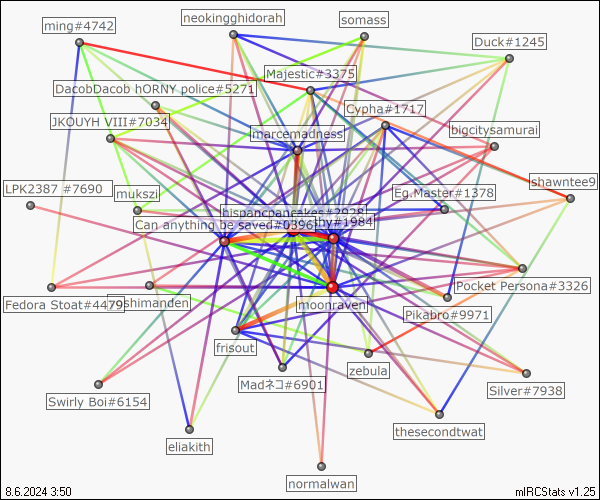 neokingghidorah
somass
ming#4742
Duck#1245
Majestic#3375
DacobDacob hORNY police#5271
Cypha#1717
JKOUYH VIII#7034
marcemadness
bigcitysamurai
shawntee9
LPK2387 #7690
mukszi
Eg.Master#1378
hispancpancakes#2928
Can anything be saved#0396
hy#1984
Pocket Persona#3326
Fedora Stoat#4479
shimanden
moonraven
Pikabro#9971
frisout
zebula
Madネコ#6901
Silver#7938
Swirly Boi#6154
thesecondtwat
eliakith
normalwan
8.6.2024 3:50
mIRCStats v1.25